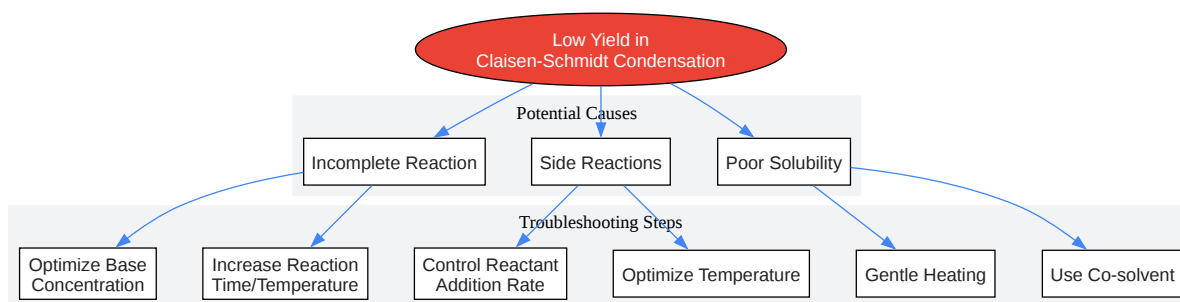 Low Yield in
Claisen-Schmidt Condensation
Potential Causes
Incomplete Reaction
Side Reactions
Poor Solubility
Troubleshooting Steps
Optimize Base
Concentration
Increase Reaction
Time/Temperature
Control Reactant
Addition Rate
Optimize Temperature
Gentle Heating
Use Co-solvent